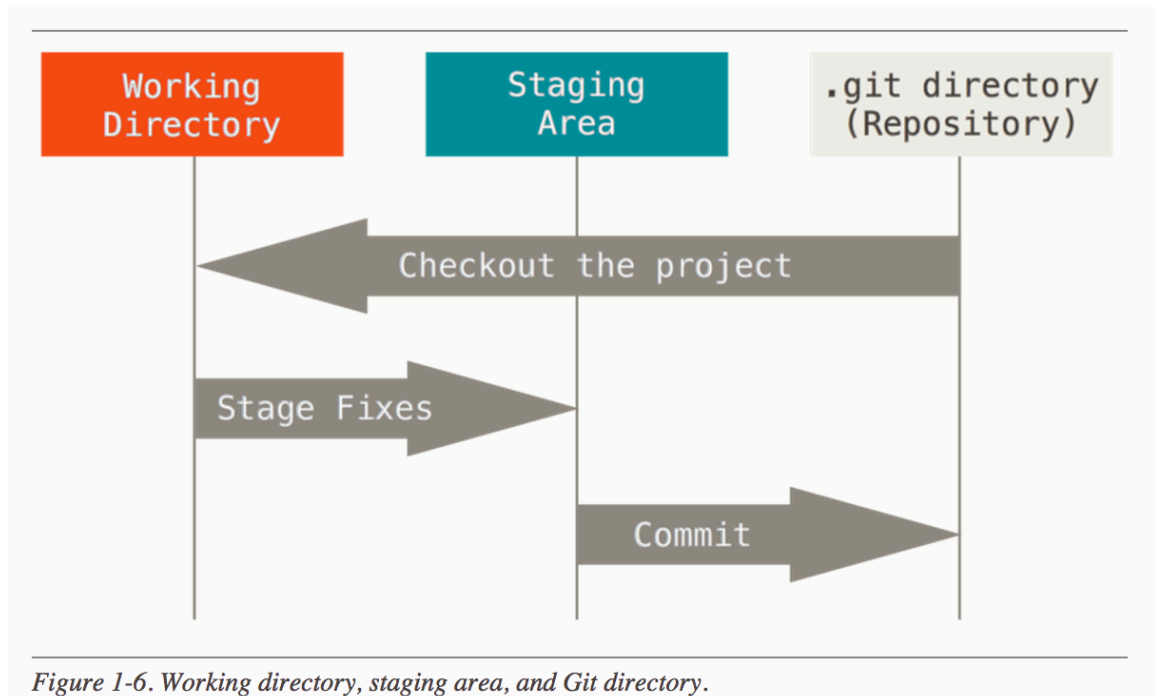 Working
Directory
Staging
Area
.git directory
(Repository)
Checkout the project
Stage Fixes
Commit
Figure 1-6. Working directory, staging area, and Git directory.